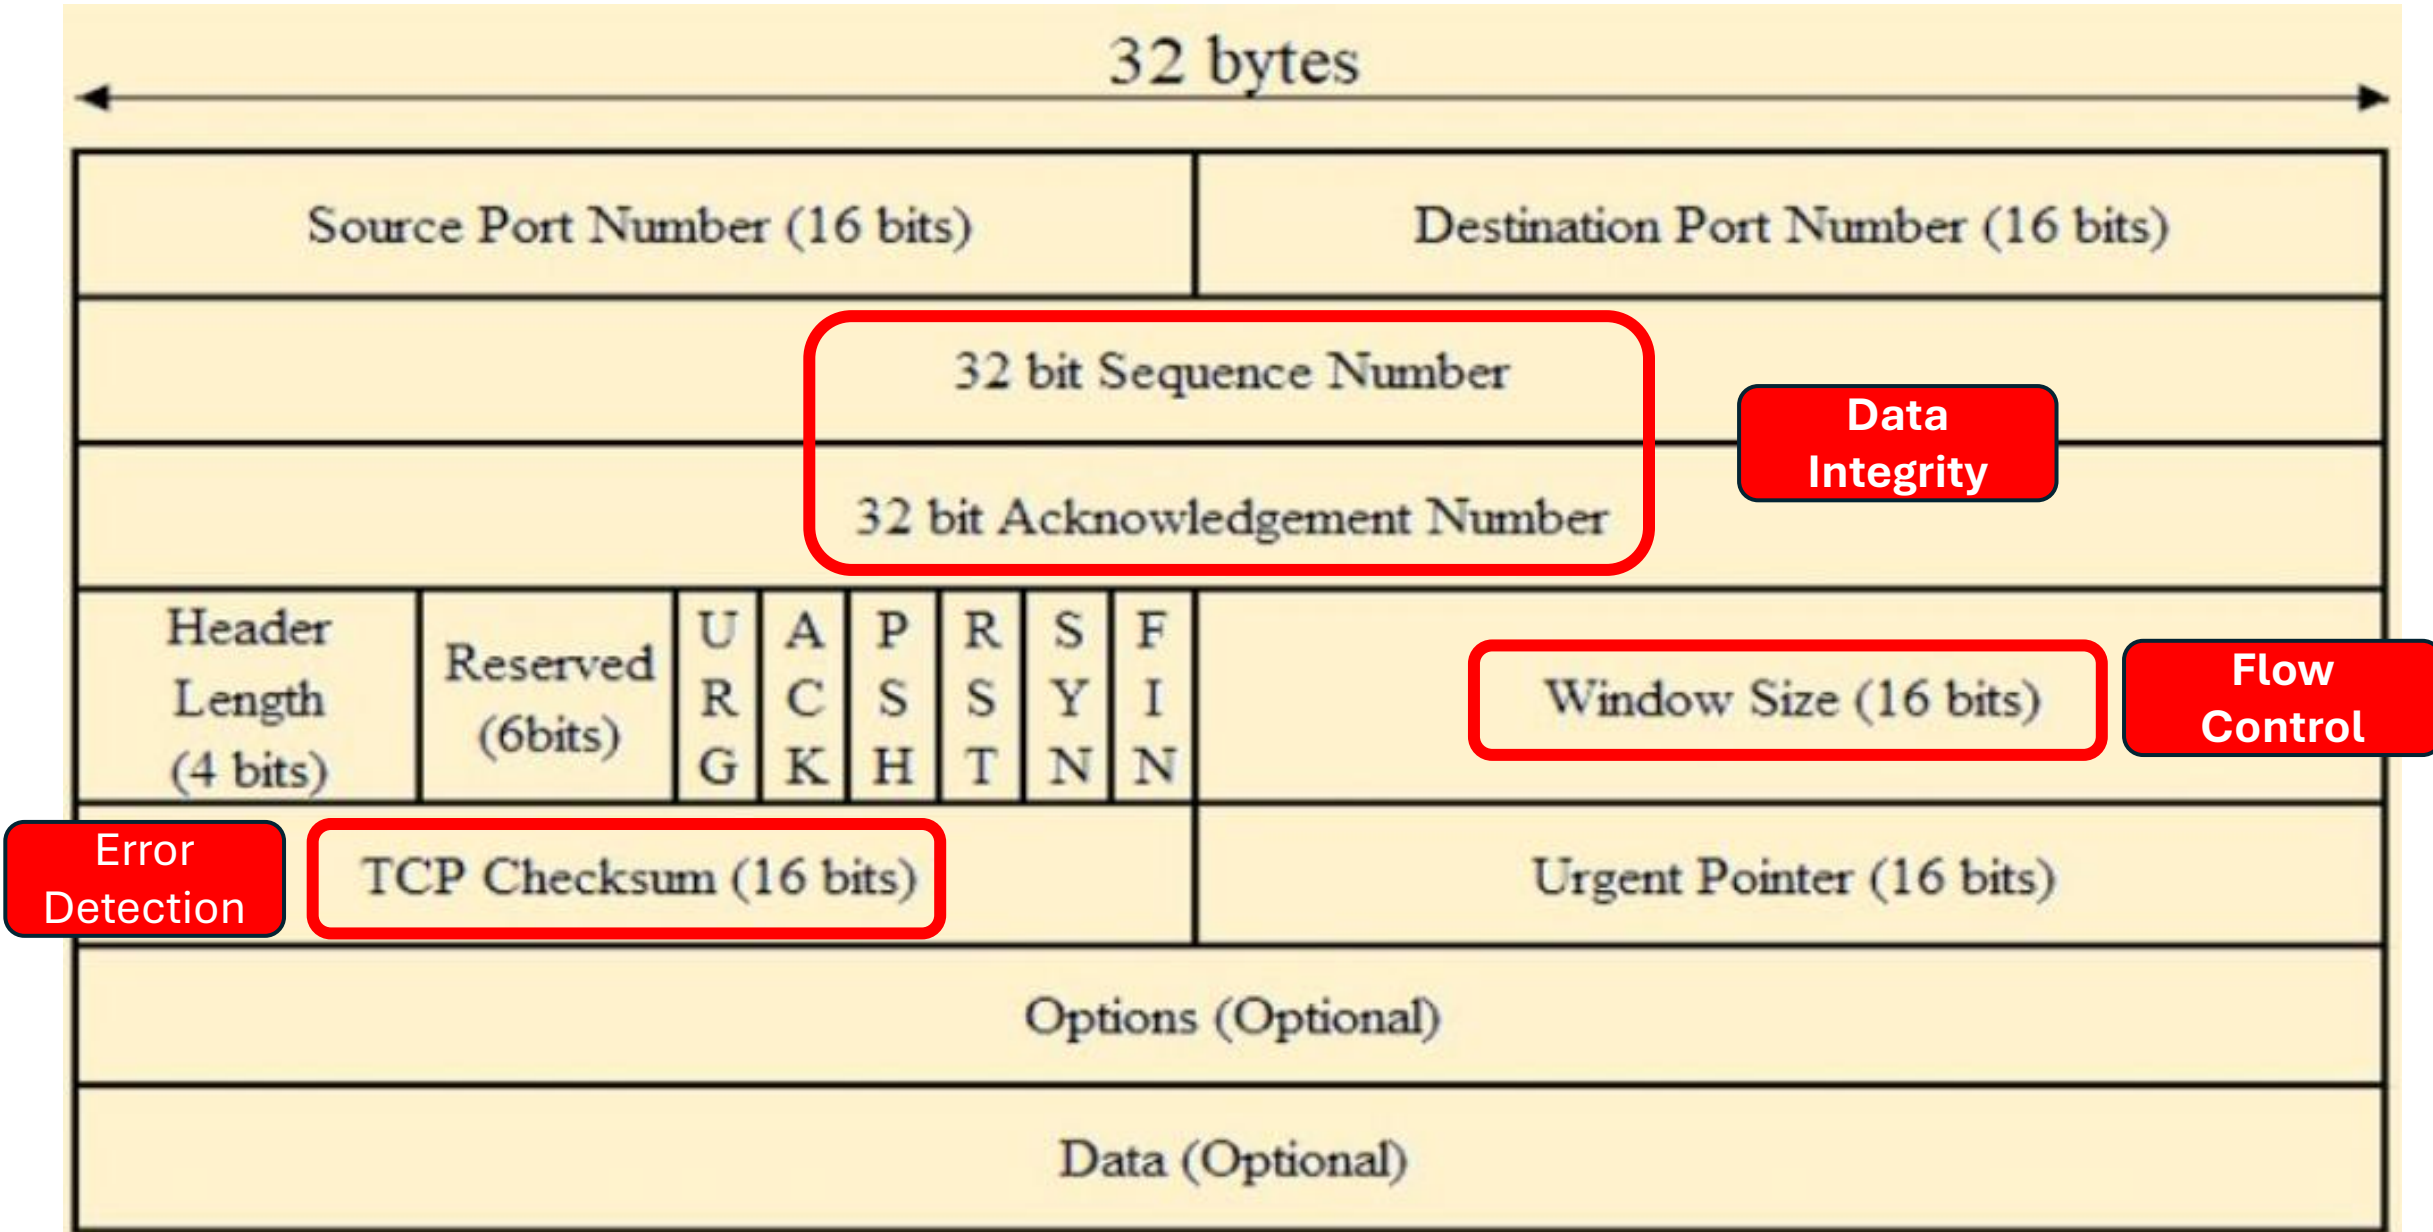 32 bytes
Source Port Number (16 bits)
Destination Port Number (16 bits)
32 bit Sequence Number
Data
Integrity
32 bit Acknowledgement Number
Header
Length
(4 bits)
Reserved
(6bits)
U
R
G
A
C
K
P
S
H
R
S
T
S
Y
N
F
I
N
Window Size (16 bits)
Flow
Control
Error
Detection
TCP Checksum (16 bits)
Urgent Pointer (16 bits)
Options (Optional)
Data (Optional)